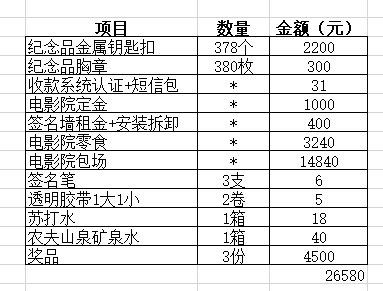 项目 数量 金额（元）
纪念品金属钥匙扣 378个 2200
纪念品胸章 380枚 300
收款系统认证+短信包 * 31
电影院定金 * 1000
签名墙租金+安装拆卸 * 400
电影院零食 * 3240
电影院包场 * 14840
签名笔 3支 6
透明胶带1大1小 2卷 5
苏打水 1箱 18
农夫山泉矿泉水 1箱 40
奖品 3份 4500
26580